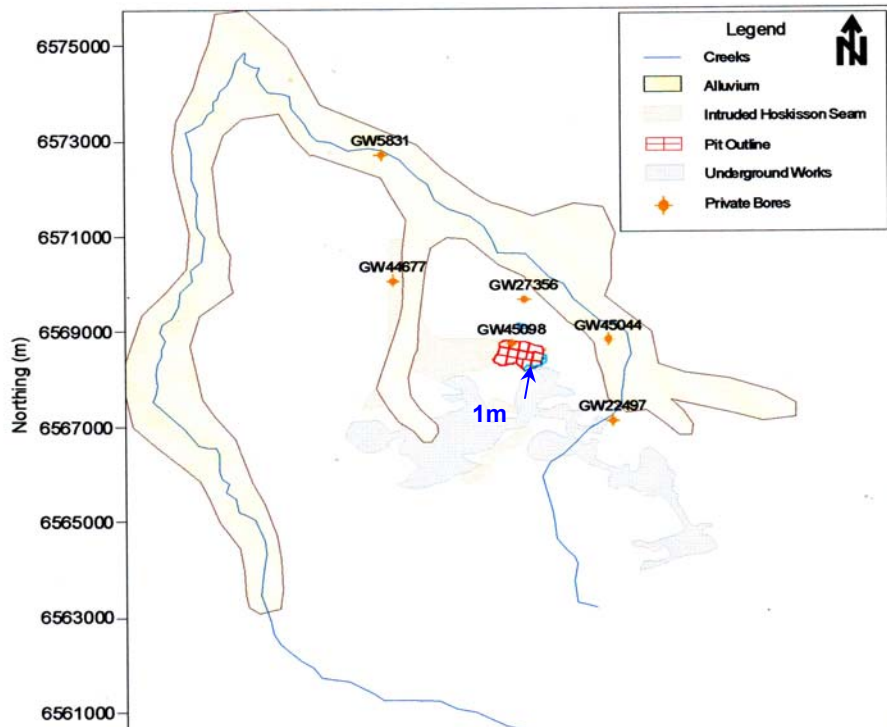 Legend
N
Creeks
Alluvium
Intruded Hoskisson Seam
Pit Outline
Underground Works
Private Bores
Northing (m)
6575000
6573000
6571000
6569000
6567000
6565000
6563000
6561000
GW5831
GW44677
GW27356
GW45098
GW45044
GW22497
1m